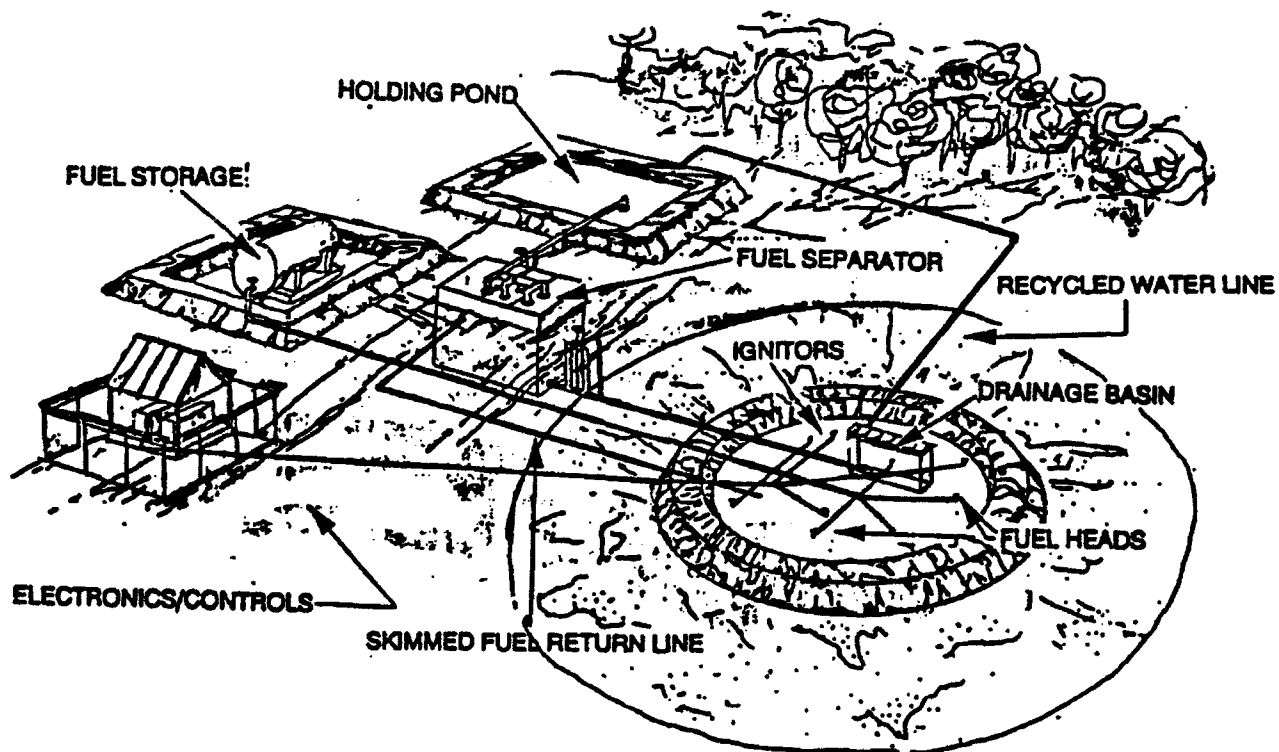 HOLDING POND
FUEL STORAGE
FUEL SEPARATOR
RECYCLED WATER LINE
IGNITORS
DRAINAGE BASIN
FUEL HEADS
ELECTRONICS/CONTROLS
SKIMMED FUEL RETURN LINE